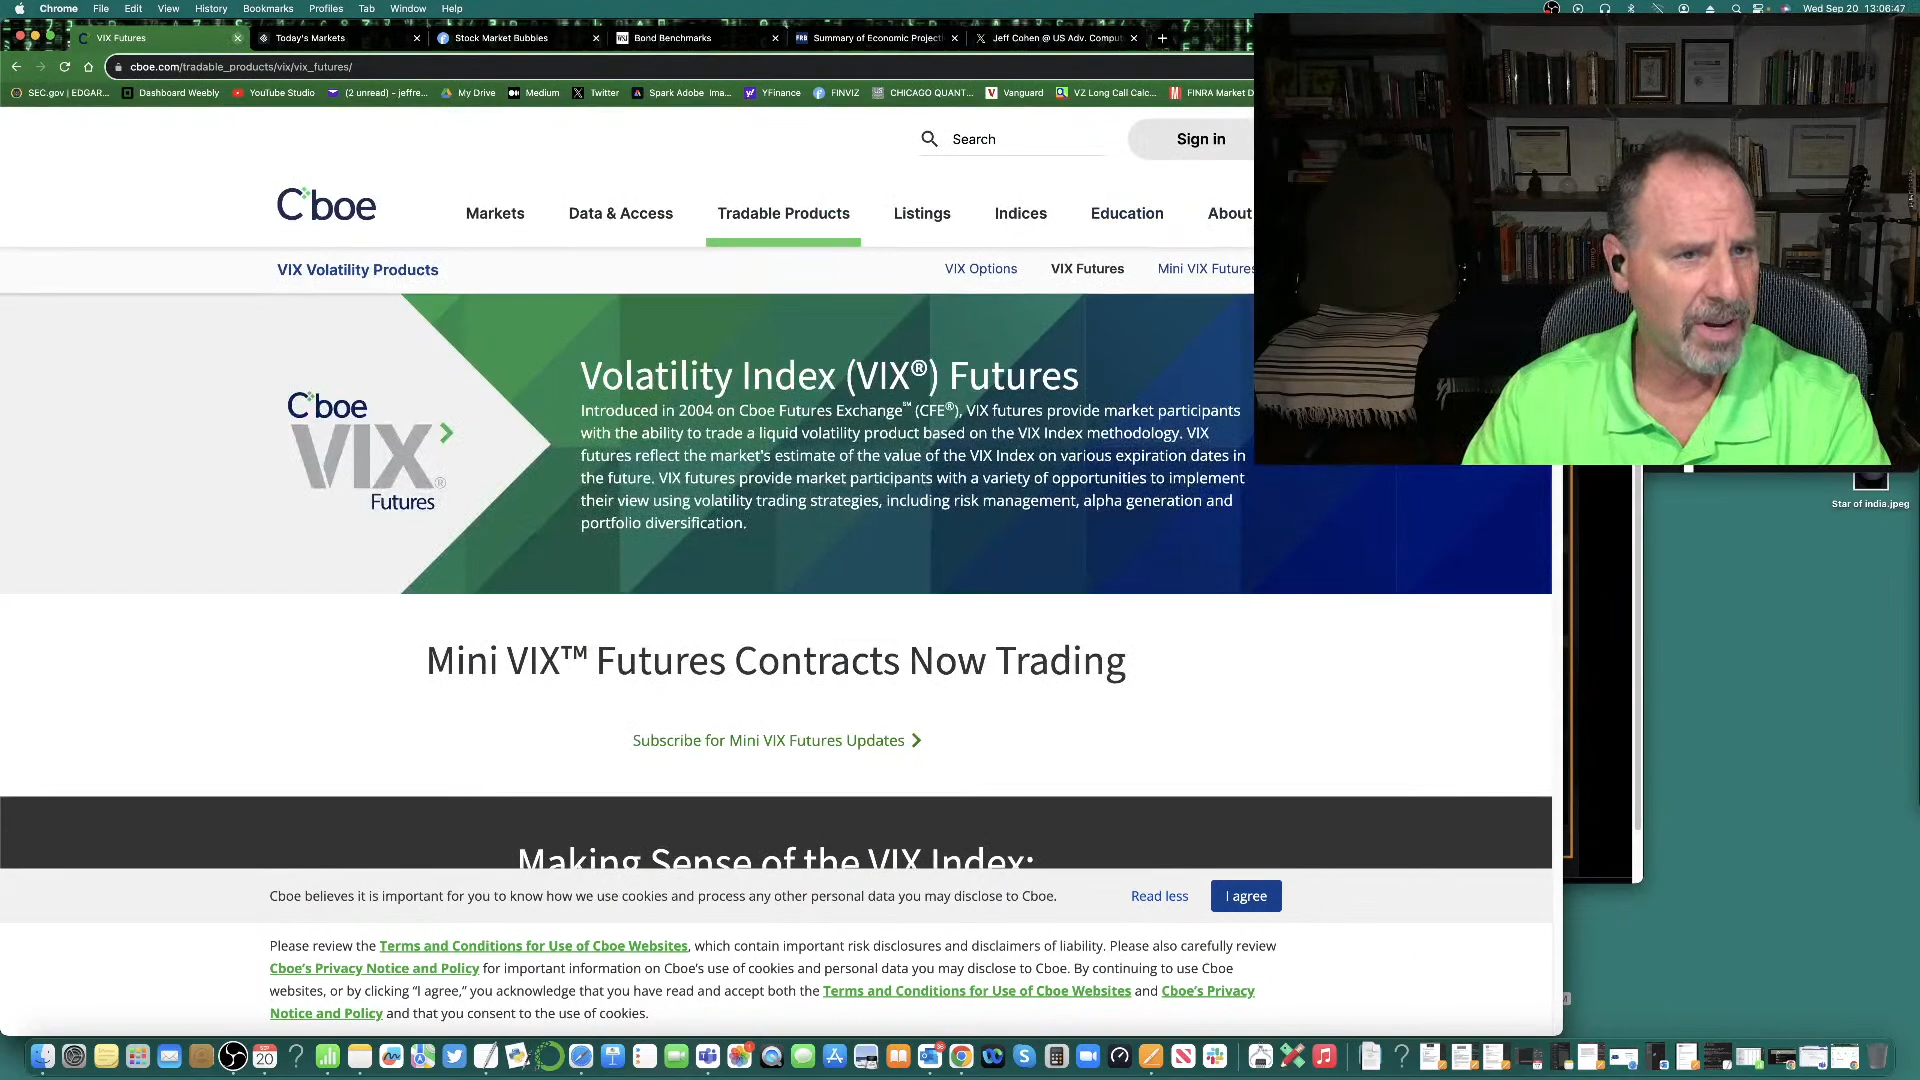 Chrome File Edit View History Bookmarks Profiles Tab Window Help Wed Sep 20 13:06:47
VIX Futures Today's Markets Stock Market Bubbles Bond Benchmarks Summary of Economic Projecti Jeff Cohen @ US Adv. Comput
cboe.com/tradable_products/vix/vix_futures/
SEC.gov | EDGAR... Dashboard Weekly YouTube Studio (2 unread) - jeffre... My Drive Medium Twitter Spark Adobe Ima... YFinance FINVIZ CHICAGO QUANT... Vanguard VZ Long Call Calc... FINRA Market D
Search
Sign in
Cboe
Markets Data & Access Tradable Products Listings Indices Education About
VIX Volatility Products
VIX Options VIX Futures Mini VIX Futures
Cboe
VIX®
Futures
Volatility Index (VIX®) Futures
Introduced in 2004 on Cboe Futures Exchange℠ (CFE®), VIX futures provide market participants
with the ability to trade a liquid volatility product based on the VIX Index methodology. VIX
futures reflect the market's estimate of the value of the VIX Index on various expiration dates in
the future. VIX futures provide market participants with a variety of opportunities to implement
their view using volatility trading strategies, including risk management, alpha generation and
portfolio diversification.
Star of india.jpeg
Mini VIX™ Futures Contracts Now Trading
Subscribe for Mini VIX Futures Updates
Making Sense of the VIX Index:
Cboe believes it is important for you to know how we use cookies and process any other personal data you may disclose to Cboe.
Read less
I agree
Please review the Terms and Conditions for Use of Cboe Websites, which contain important risk disclosures and disclaimers of liability. Please also carefully review
Cboe’s Privacy Notice and Policy for important information on Cboe’s use of cookies and personal data you may disclose to Cboe. By continuing to use Cboe
websites, or by clicking “I agree,” you acknowledge that you have read and accept both the Terms and Conditions for Use of Cboe Websites and Cboe’s Privacy
Notice and Policy and that you consent to the use of cookies.
SEP
20